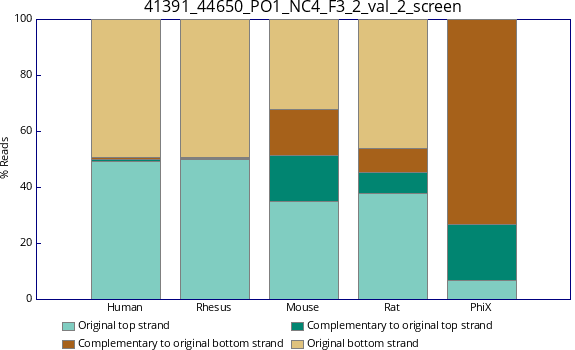 41391_44650_PO1_NC4_F3_2_val_2_screen
100
80
60
40
20
0
% Reads
Human Rhesus Mouse Rat PhiX
Original top strand Complementary to original top strand
Complementary to original bottom strand Original bottom strand